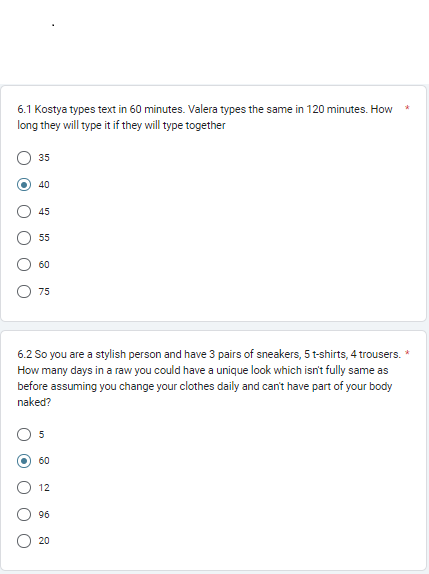 .
6.1 Kostya types text in 60 minutes. Valera types the same in 120 minutes. How *
long they will type it if they will type together
35
40
45
55
60
75
6.2 So you are a stylish person and have 3 pairs of sneakers, 5 t-shirts, 4 trousers. *
How many days in a raw you could have a unique look which isn't fully same as
before assuming you change your clothes daily and can't have part of your body
naked?
5
60
12
96
20